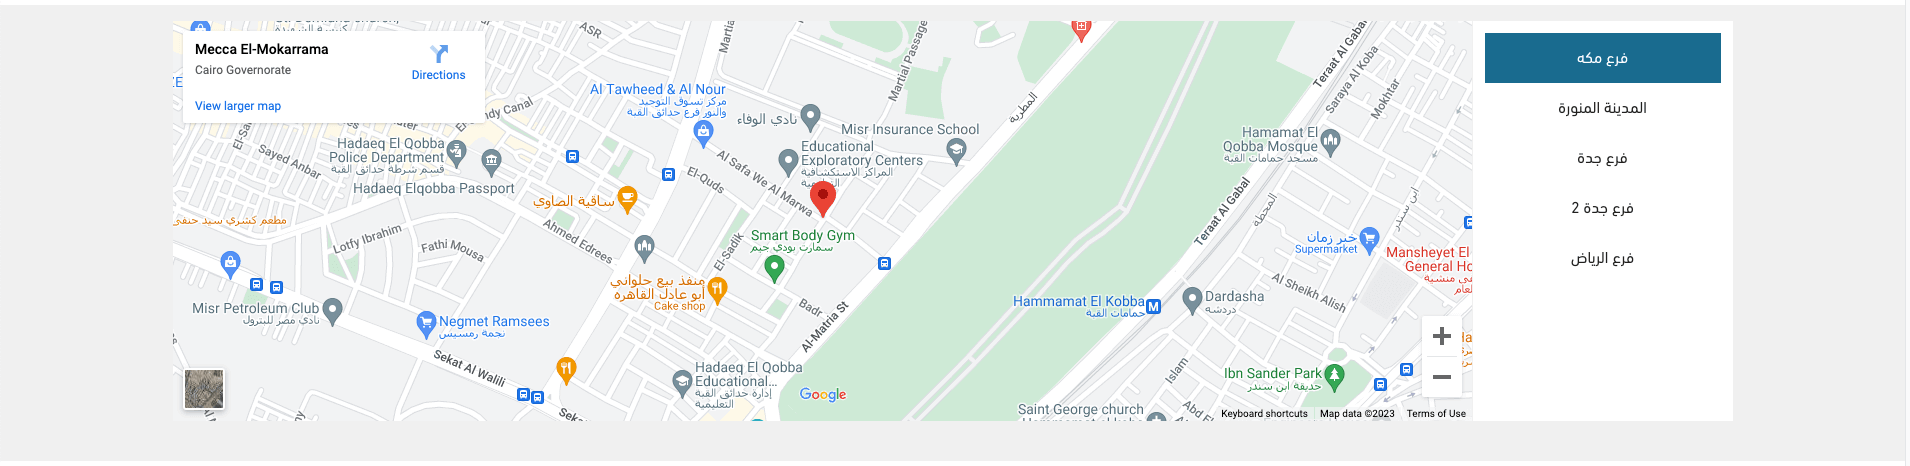 Mecca El-Mokarrama
Cairo Governorate
Directions
View larger map
ASR
Al Tawheed & Al Nour
مركز تسوق التوحيد
والنور فرع حدائق القبة
نادي الوفاء
Misr Insurance School
Educational
Exploratory Centers
المراكز الاستكشافية
Hadaeq El Qobba
Police Department
قسم شرطة حدائق القبة
Hadaeq Elqobba Passport
Sayed Anbar
El-Quds
Al Safa We Al Marwa
ساقية الصاوي
مطعم كشري سيد حنفي
Lotfy Ibrahim
Fathi Mousa
Ahmed Edrees
El-Sadik
Smart Body Gym
سمارت بودي جيم
منفذ بيع حلواني
أبو عادل القاهره
Cake shop
Badr
Al-Matria St
Misr Petroleum Club
نادي مصر للبترول
Negmet Ramsees
نجمة رمسيس
Sekat Al Walili
Hadaeq El Qobba
Educational...
إدارة حدائق القبة
التعليمية
Google
المطرية
Teraat Al Gabal
Saraya Al Koba
Mokhtar
Hamamat El
Qobba Mosque
مسجد حمامات القبة
ابن سندر
المحطة
Teraat Al Gabal
خير زمان
Supermarket
Mansheyet El
Hammamat El Kobba
حمامات القبة
Dardasha
دردشه
Al Sheikh Alish
Islam
Ibn Sander Park
حديقة ابن سندر
Saint George church
Keyboard shortcuts
Map data ©2023
Terms of Use
فرع مكه
المدينة المنورة
فرع جدة
فرع جدة 2
فرع الرياض